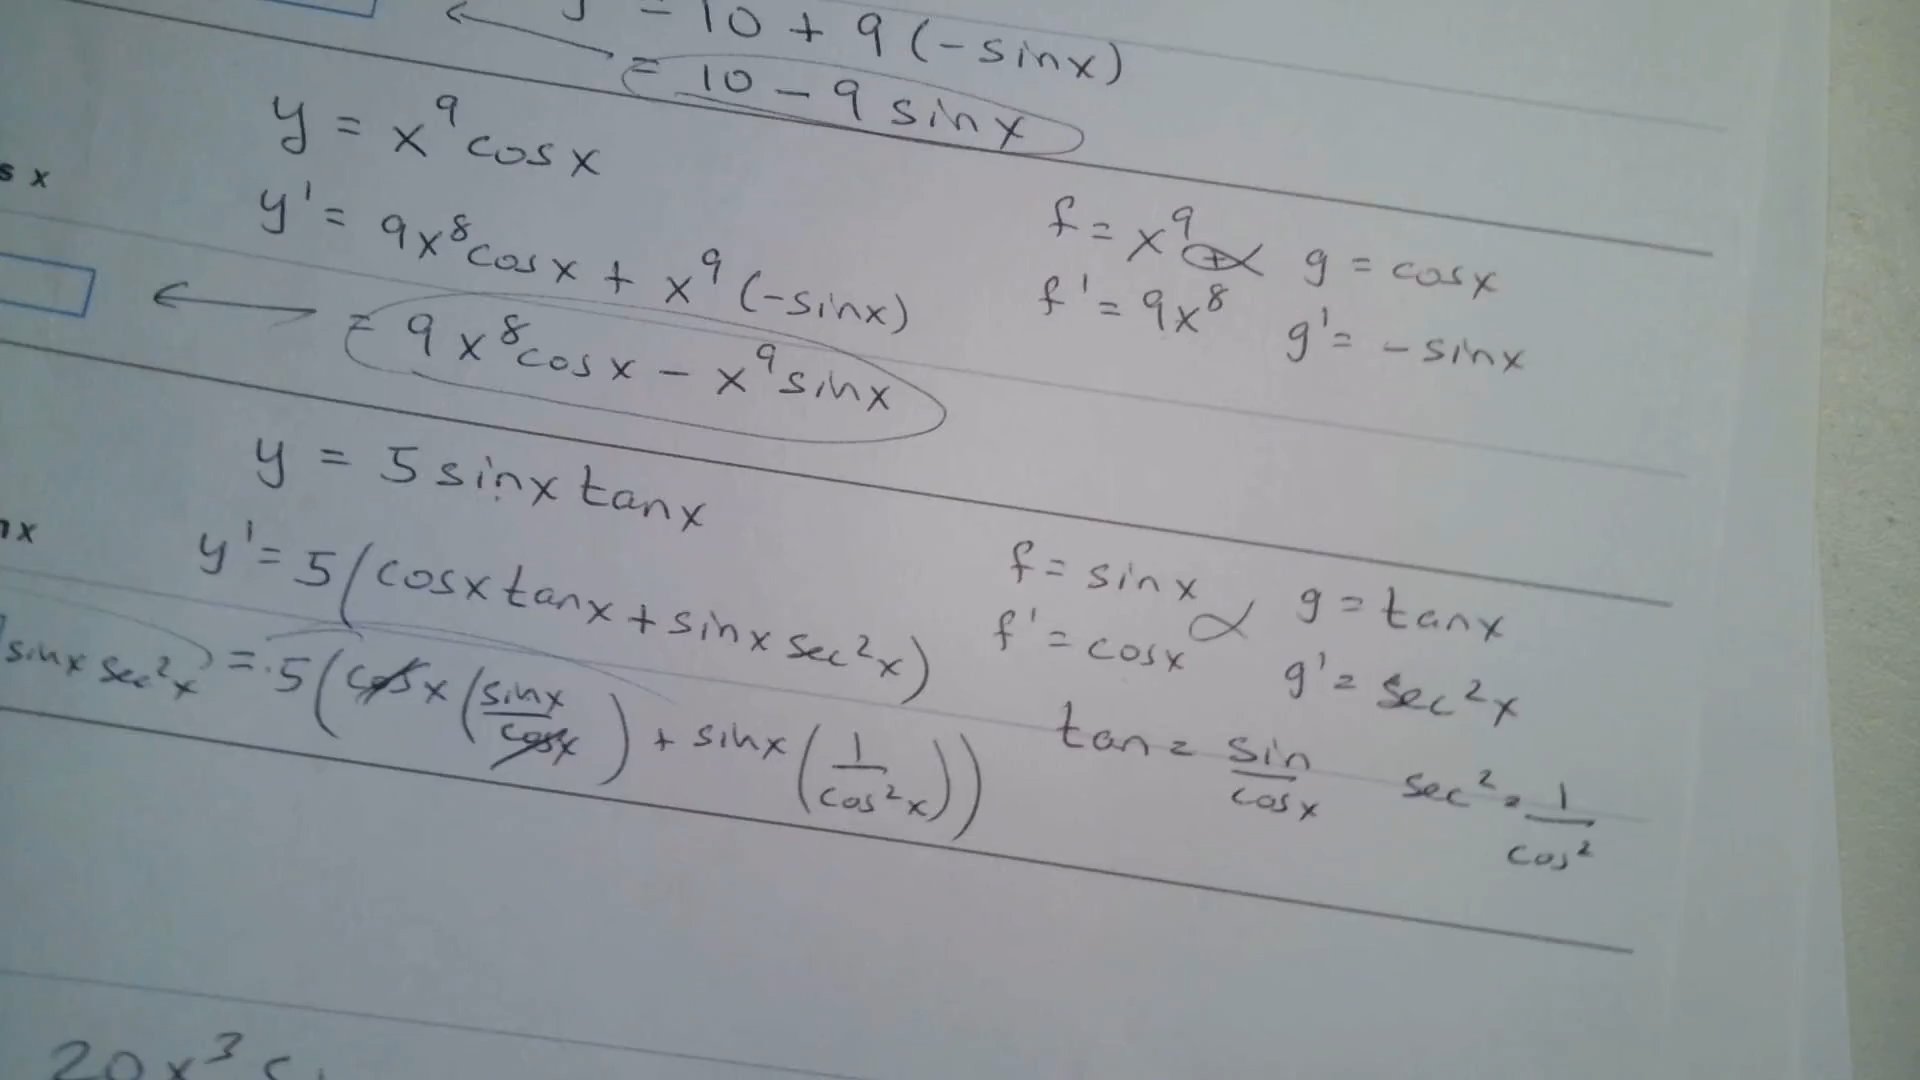 = 10 + 9 (-sinx)
= 10 - 9 sinx
y = x⁹ cos x
s x
y' = 9x⁸ cos x + x⁹ (-sinx)
f = x⁹ g = cosx
f' = 9x⁸ g' = - sinx
= 9x⁸ cos x - x⁹ sinx
y = 5 sinx tanx
x
y' = 5 (cosx tanx + sinx sec²x)
f = sinx g = tanx
f' = cosx g' = sec²x
sinx sec²x = 5 (cosx (sinx/cosx) + sinx (1/cos²x))
tan = sin/cosx sec² = 1/cos²
20x³